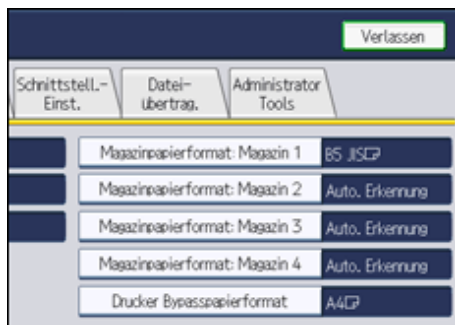 Verlassen
Schnittstell.-
Einst.
Datei-
übertrag.
Administrator
Tools
Magazinpapierformat: Magazin 1 B5 JIS
Magazinpapierformat: Magazin 2 Auto. Erkennung
Magazinpapierformat: Magazin 3 Auto. Erkennung
Magazinpapierformat: Magazin 4 Auto. Erkennung
Drucker Bypasspapierformat A4